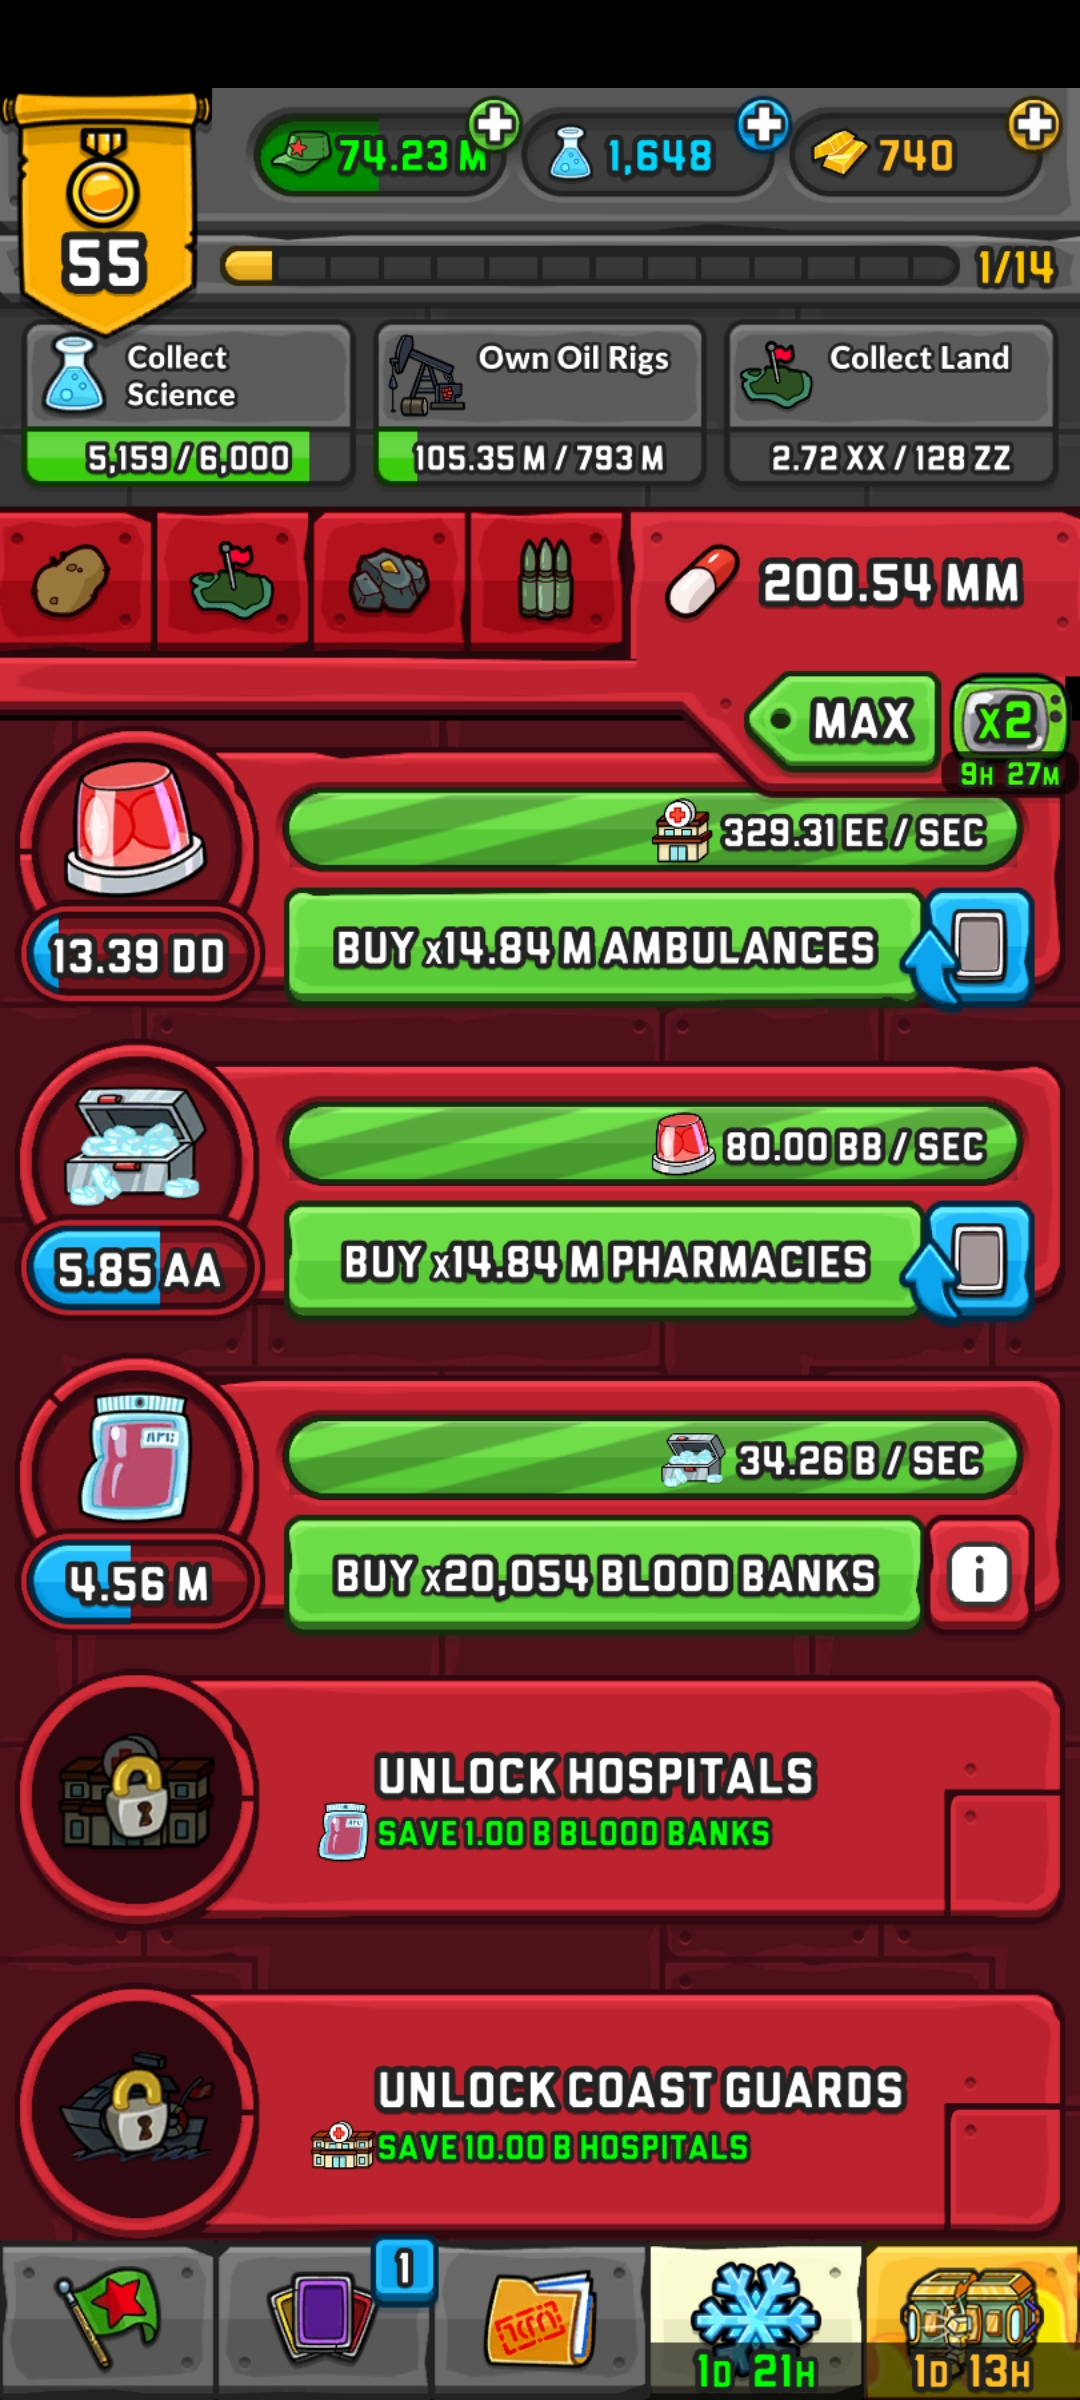 74.23 M
1,648
740
55
1/14
Collect
Science
Own Oil Rigs
Collect Land
5,159 / 6,000
105.35 M / 793 M
2.72 XX / 128 ZZ
200.54 MM
MAX
x2
9H 27M
329.31 EE / SEC
13.39 DD
BUY x14.84 M AMBULANCES
80.00 BB / SEC
5.85 AA
BUY x14.84 M PHARMACIES
34.26 B / SEC
4.56 M
BUY x20,054 BLOOD BANKS
i
UNLOCK HOSPITALS
SAVE 1.00 B BLOOD BANKS
UNLOCK COAST GUARDS
SAVE 10.00 B HOSPITALS
1
1D 21H
1D 13H